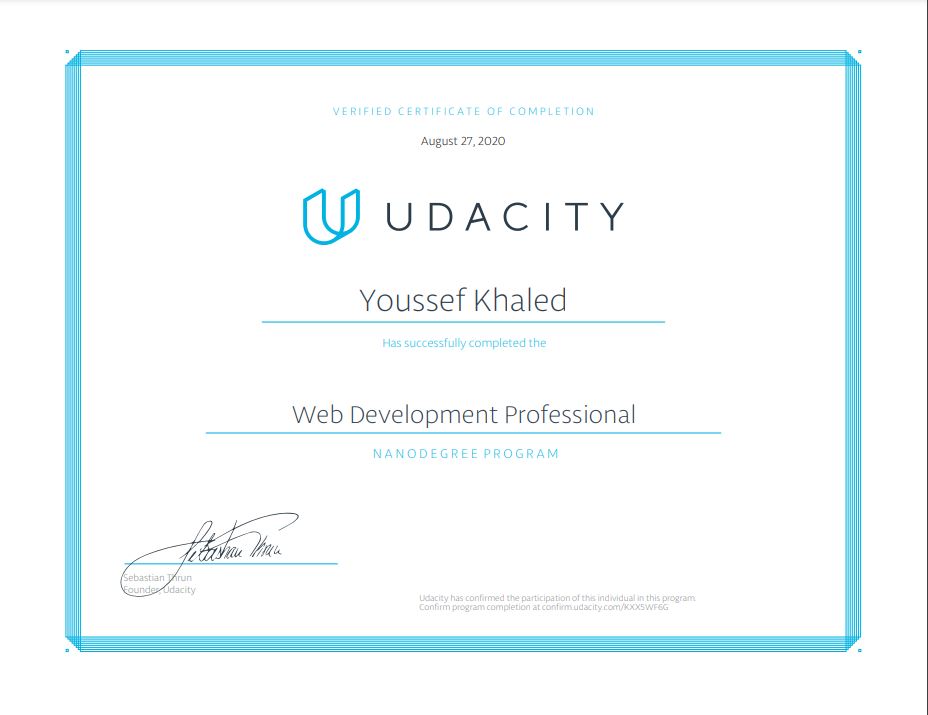 VERIFIED CERTIFICATE OF COMPLETION
August 27, 2020
UDACITY
Youssef Khaled
Has successfully completed the
Web Development Professional
NANODEGREE PROGRAM
Sebastian Thrun
Sebastian Thrun
Founder, Udacity
Udacity has confirmed the participation of this individual in this program.
Confirm program completion at confirm.udacity.com/KXX5WF6G